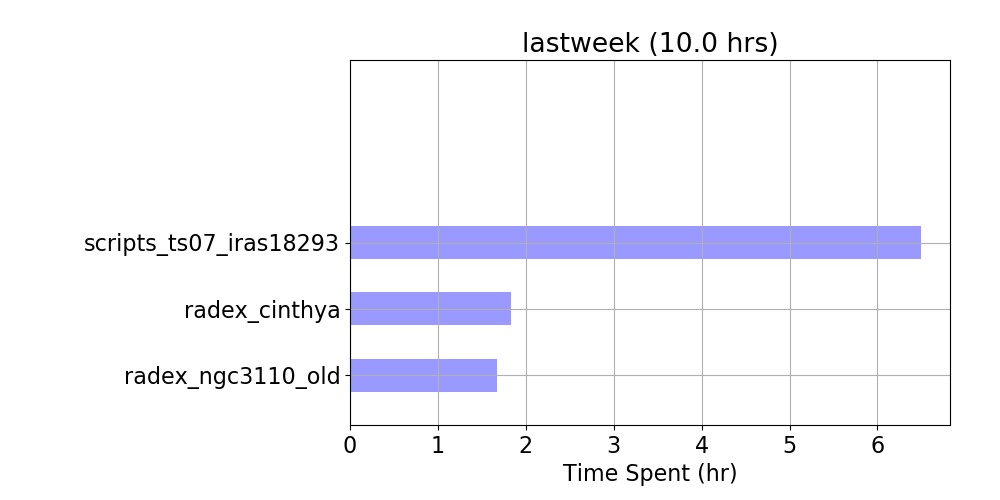 lastweek (10.0 hrs)
scripts_ts07_iras18293
radex_cinthya
radex_ngc3110_old
0 1 2 3 4 5 6
Time Spent (hr)